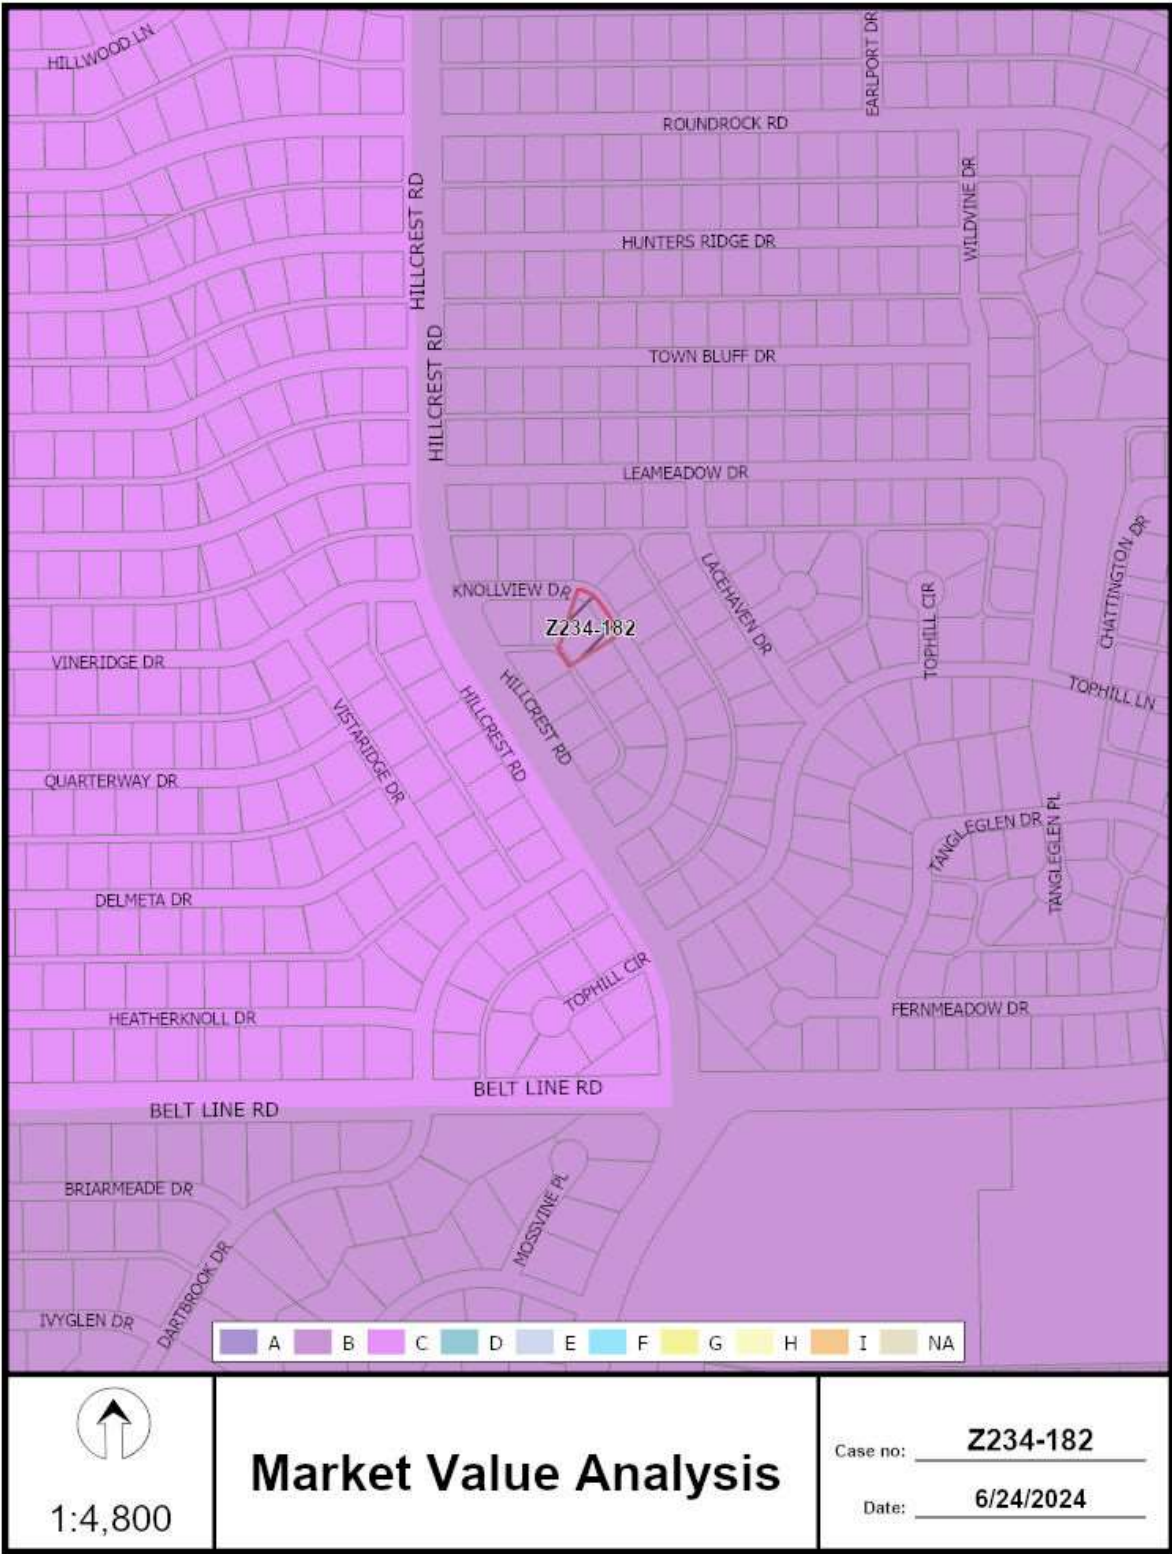 HILLWOOD LN
EARLPORT DR
ROUNDROCK RD
HILLCREST RD
WILDVINE DR
HUNTERS RIDGE DR
HILLCREST RD
TOWN BLUFF DR
LEAMEADOW DR
KNOLLVIEW DR
LACEHAVEN DR
TOPHILL CIR
CHATTINGTON DR
Z234-182
VINERIDGE DR
HILLCREST RD
HILLCREST RD
TOPHILL LN
VISTARIDGE DR
QUARTERWAY DR
TANGLEGLEN DR
TANGLEGLEN PL
DELMETA DR
TOPHILL CIR
HEATHERKNOLL DR
FERNMEADOW DR
BELT LINE RD
BELT LINE RD
BRIARMEADE DR
MOSSVINE PL
DARTBROOK DR
IVYGLEN DR
A B C D E F G H I NA
1:4,800
Market Value Analysis
Case no: Z234-182
Date: 6/24/2024